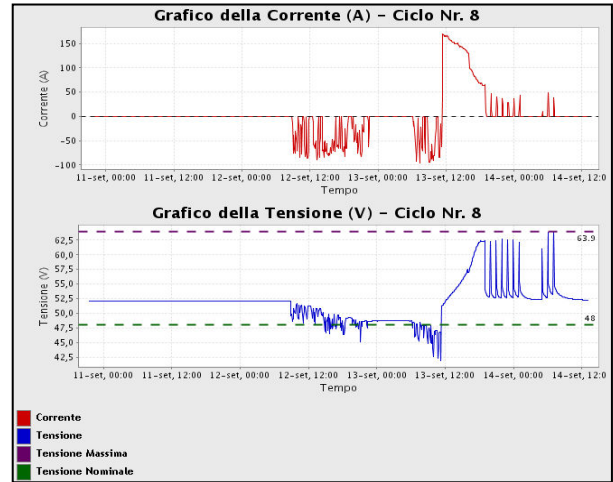 Grafico della Corrente (A) – Ciclo Nr. 8
Corrente (A)
150
100
50
0
-50
-100
11-set, 00:00 11-set, 12:00 12-set, 00:00 12-set, 12:00 13-set, 00:00 13-set, 12:00 14-set, 00:00 14-set, 12:0
Tempo
Grafico della Tensione (V) – Ciclo Nr. 8
Tensione (V)
62,5
60,0
57,5
55,0
52,5
50,0
47,5
45,0
42,5
63.9
48
11-set, 00:00 11-set, 12:00 12-set, 00:00 12-set, 12:00 13-set, 00:00 13-set, 12:00 14-set, 00:00 14-set, 12:0
Tempo
Corrente
Tensione
Tensione Massima
Tensione Nominale